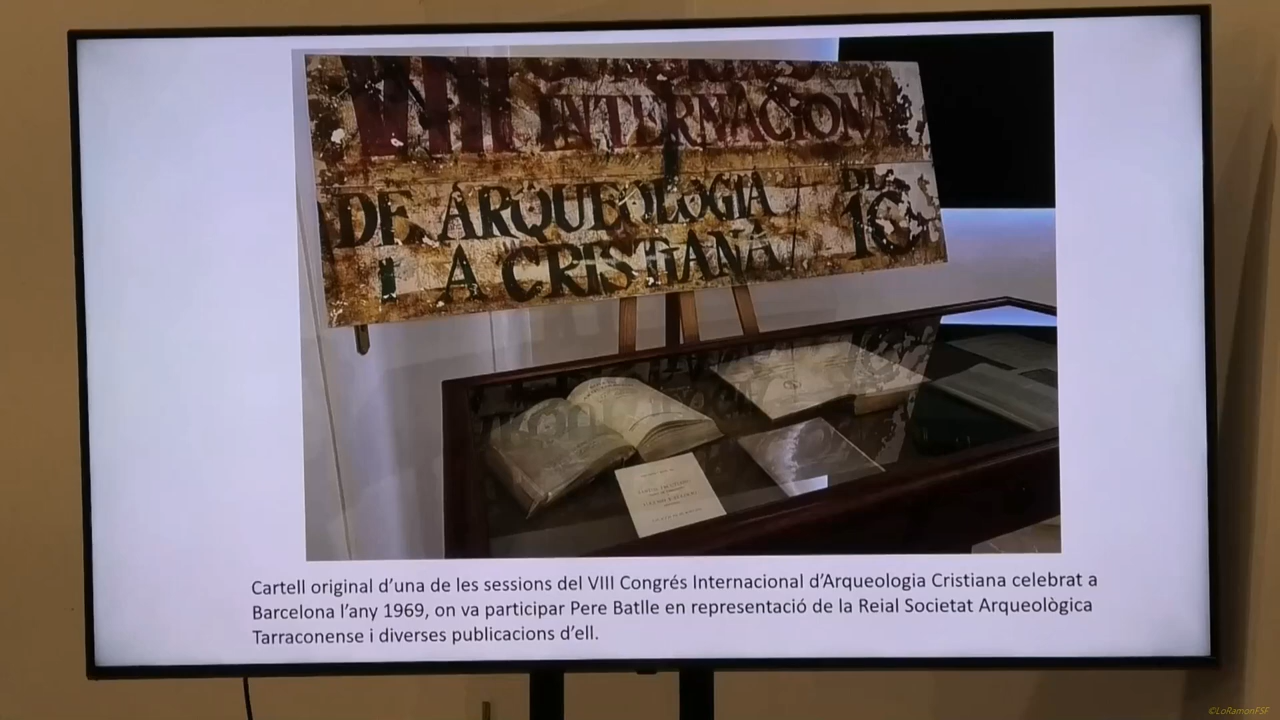 VIII
INTERNACIONAL
DE ARQUEOLOGIA
CRISTIANA
Cartell original d'una de les sessions del VIII Congrés Internacional d'Arqueologia Cristiana celebrat a
Barcelona l'any 1969, on va participar Pere Batlle en representació de la Reial Societat Arqueològica
Tarraconense i diverses publicacions d'ell.
©LoRamonFSF